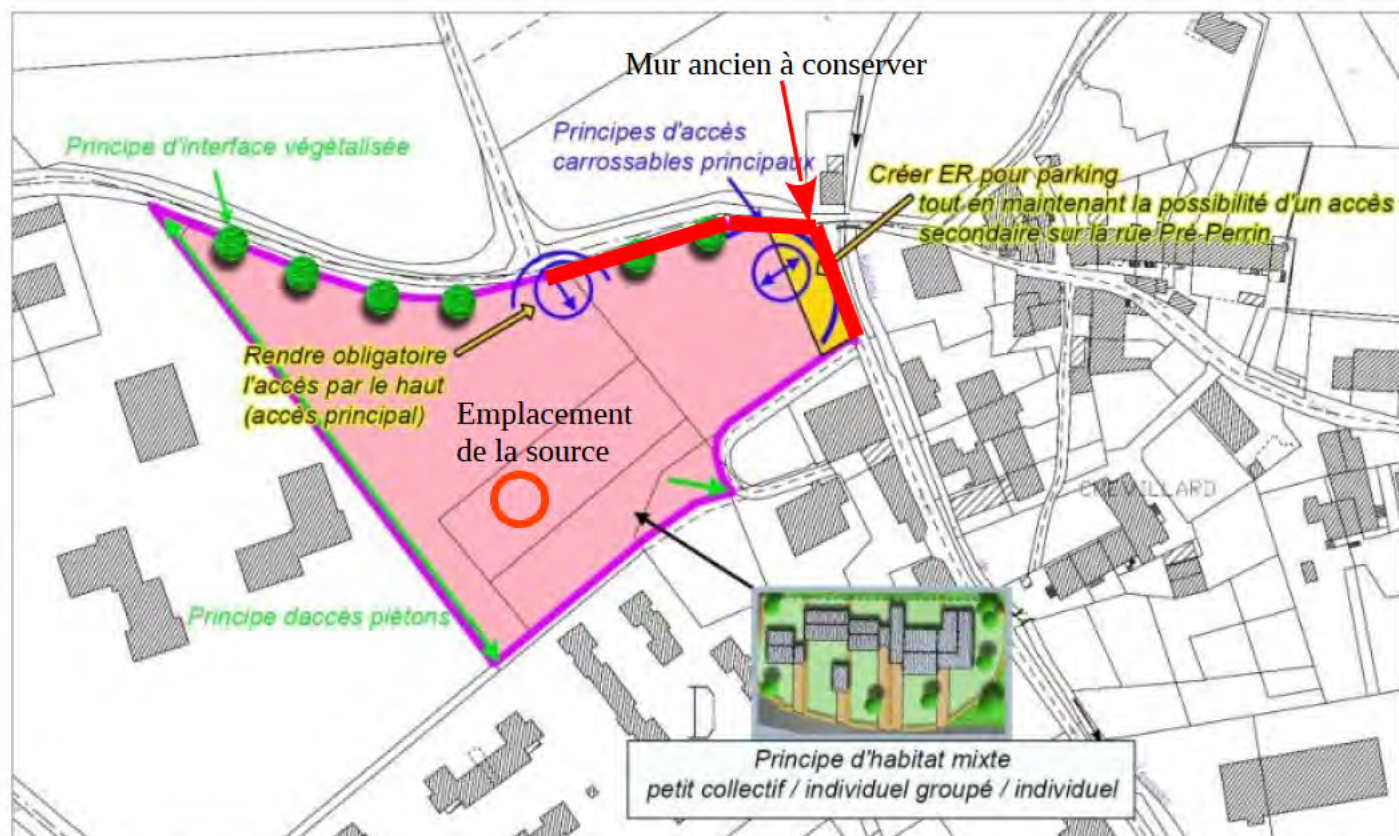 Mur ancien à conserver
Principe d'interface végétalisée
Principes d'accès
carrossables principaux
Créer ER pour parking
tout en maintenant la possibilité d'un accès
secondaire sur la rue Pré-Perrin
Rendre obligatoire
l'accès par le haut
(accès principal)
Emplacement
de la source
CHEVILLARD
Principe daccès piètons
D
Principe d'habitat mixte
petit collectif / individuel groupé / individuel